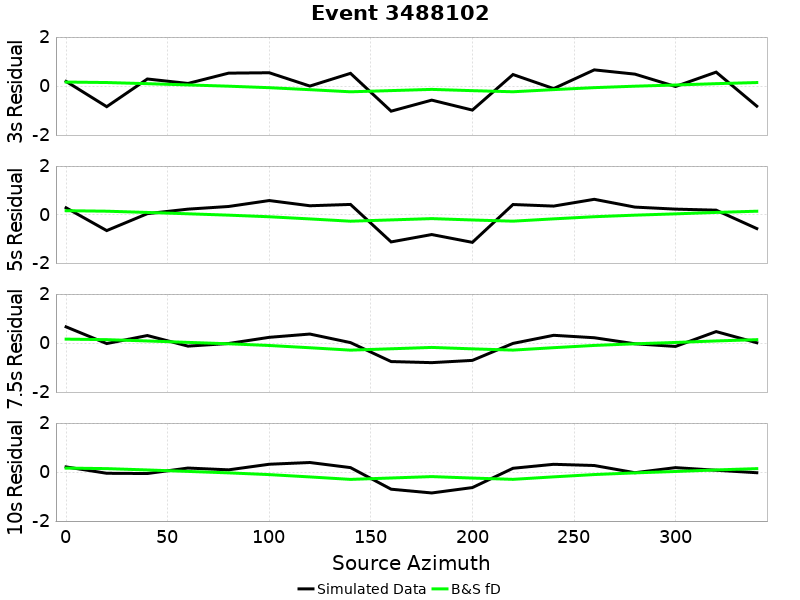 Event 3488102
3s Residual
2
0
-2
5s Residual
2
0
-2
7.5s Residual
2
0
-2
10s Residual
2
0
-2
0 50 100 150 200 250 300
Source Azimuth
Simulated Data B&S fD